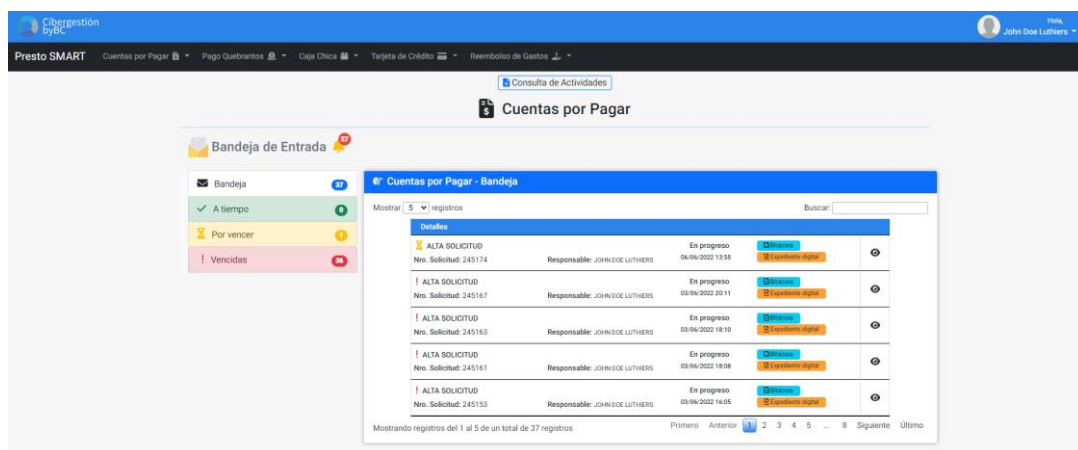 Cibergestión
byBC
Hola,
John Doe Luthiers
Presto SMART Cuentas por Pagar Pago Quebrantos Caja Chica Tarjeta de Crédito Reembolso de Gastos
Consulta de Actividades
Cuentas por Pagar
Bandeja de Entrada 37
Bandeja 37
A tiempo 0
Por vencer 1
Vencidas 36
Cuentas por Pagar - Bandeja
Mostrar 5 registros Buscar:
Detalles
ALTA SOLICITUD En progreso Bitácora
Nro. Solicitud: 245174 Responsable: JOHN DOE LUTHIERS 06/06/2022 13:55 Expediente digital
! ALTA SOLICITUD En progreso Bitácora
Nro. Solicitud: 245167 Responsable: JOHN DOE LUTHIERS 03/06/2022 20:11 Expediente digital
! ALTA SOLICITUD En progreso Bitácora
Nro. Solicitud: 245163 Responsable: JOHN DOE LUTHIERS 03/06/2022 18:10 Expediente digital
! ALTA SOLICITUD En progreso Bitácora
Nro. Solicitud: 245161 Responsable: JOHN DOE LUTHIERS 03/06/2022 18:08 Expediente digital
! ALTA SOLICITUD En progreso Bitácora
Nro. Solicitud: 245153 Responsable: JOHN DOE LUTHIERS 03/06/2022 16:05 Expediente digital
Mostrando registros del 1 al 5 de un total de 37 registros Primero Anterior 1 2 3 4 5 ... 8 Siguiente Último